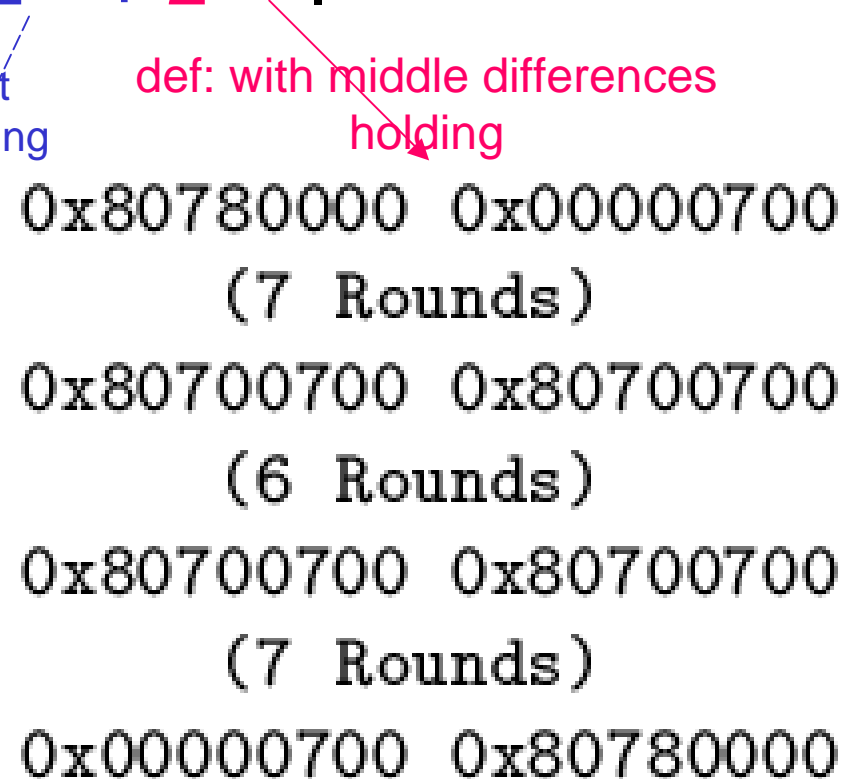 def: with middle differences
holding
0x80780000 0x00000700
(7 Rounds)
0x80700700 0x80700700
(6 Rounds)
0x80700700 0x80700700
(7 Rounds)
0x00000700 0x80780000